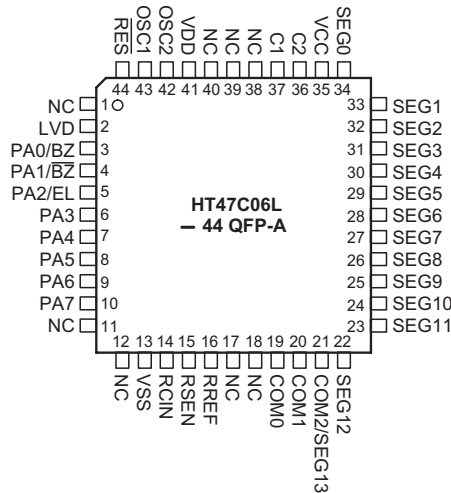 RES OSC1 OSC2 VDD NC NC NC C1 C2 VCC SEG0
44 43 42 41 40 39 38 37 36 35 34
NC 1 33 SEG1
LVD 2 32 SEG2
PA0/BZ 3 31 SEG3
PA1/BZ 4 30 SEG4
PA2/EL 5 29 SEG5
HT47C06L
– 44 QFP-A
PA3 6 28 SEG6
PA4 7 27 SEG7
PA5 8 26 SEG8
PA6 9 25 SEG9
PA7 10 24 SEG10
NC 11 23 SEG11
12 13 14 15 16 17 18 19 20 21 22
NC VSS RCIN RSEN RREF NC NC COM0 COM1 COM2/SEG13 SEG12